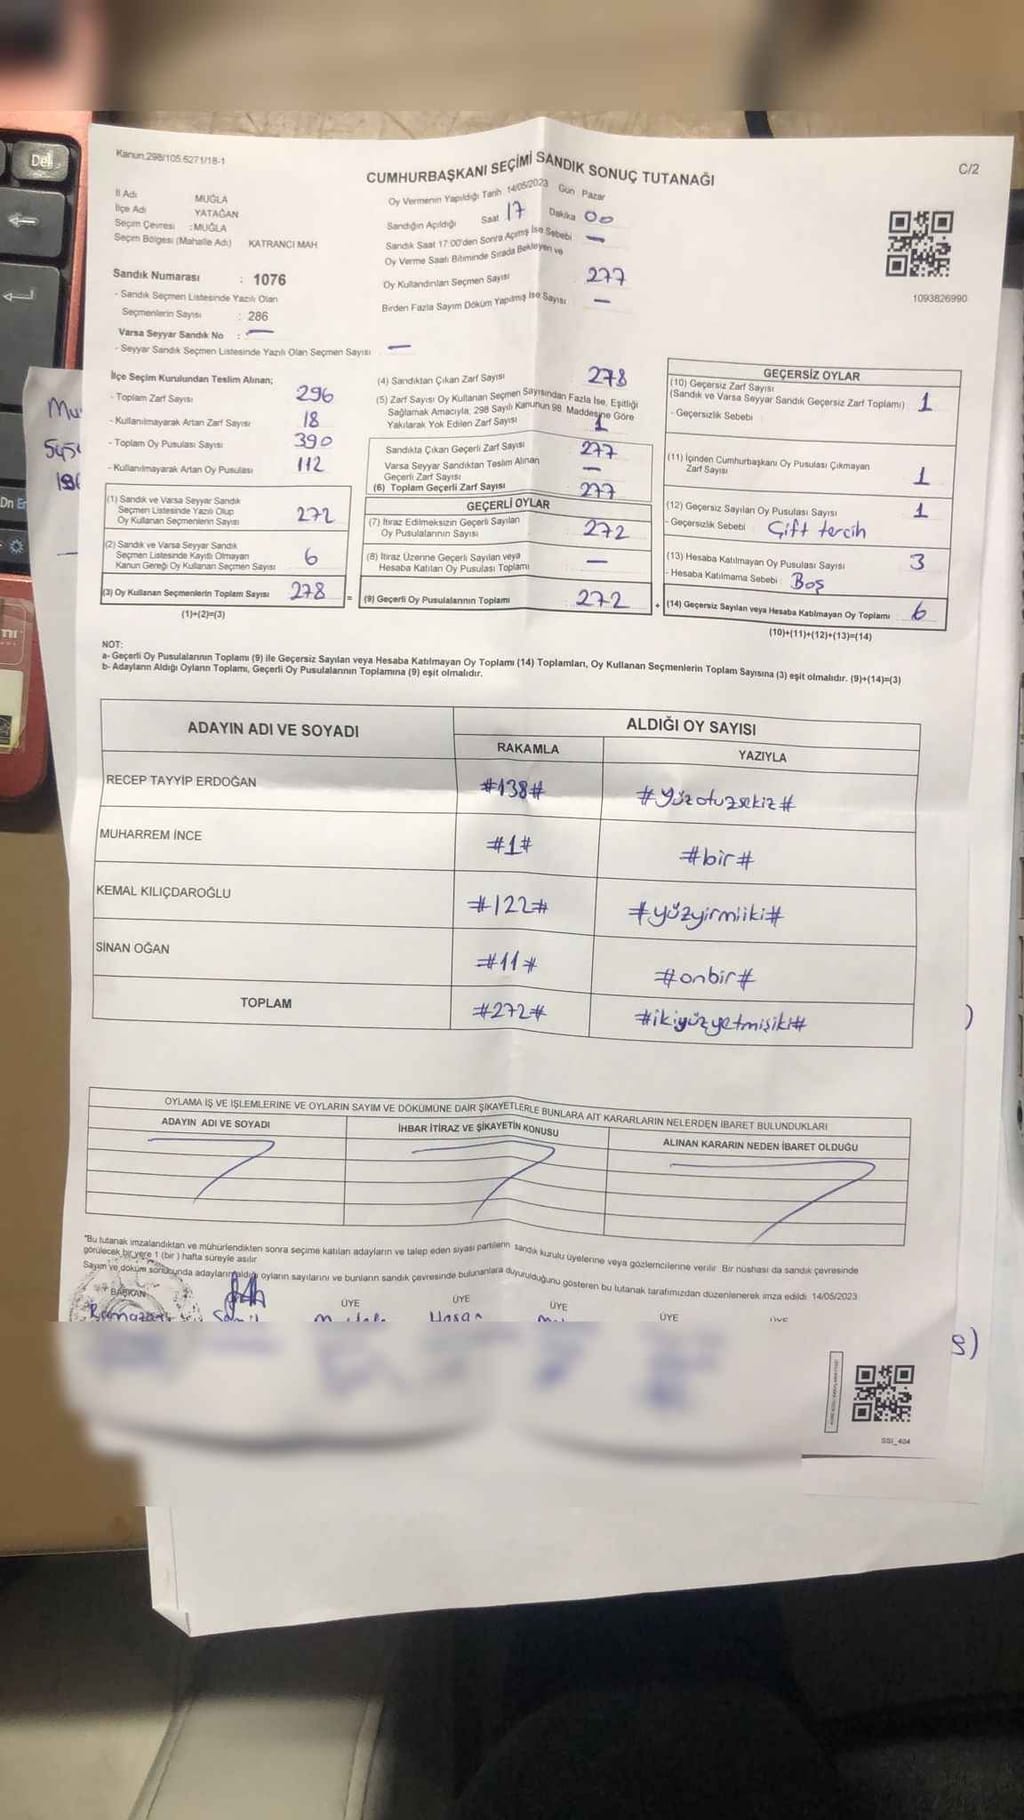 Del
Kanun:298/105.6271/18-1
C/2
CUMHURBAŞKANI SEÇİMİ SANDIK SONUÇ TUTANAĞI
İl Adı MUĞLA
İlçe Adı YATAĞAN
Seçim Çevresi :MUĞLA
Seçim Bölgesi (Mahalle Adı) KATRANCI MAH
Oy Vermenin Yapıldığı Tarih 14/05/2023 Gün Pazar
Sandığın Açıldığı Saat 17 Dakika 00
Sandık Saat 17:00'den Sonra Açımış İse Sebebi —
Oy Verme Saati Bitiminde Sırada Bekleyen ve
Oy Kullandırılan Seçmen Sayısı 277
Birden Fazla Sayım Döküm Yapılmış İse Sayısı —
1093826990
Sandık Numarası : 1076
- Sandık Seçmen Listesinde Yazılı Olan
Seçmenlerin Sayısı : 286
Varsa Seyyar Sandık No : —
- Seyyar Sandık Seçmen Listesinde Yazılı Olan Seçmen Sayısı —
İlçe Seçim Kurulundan Teslim Alınan;
- Toplam Zarf Sayısı 296
- Kullanılmayarak Artan Zarf Sayısı 18
- Toplam Oy Pusulası Sayısı 390
- Kullanılmayarak Artan Oy Pusulası 112
(1) Sandık ve Varsa Seyyar Sandık
Seçmen Listesinde Yazılı Olup
Oy Kullanan Seçmenlerin Sayısı 272
(2) Sandık ve Varsa Seyyar Sandık
Seçmen Listesinde Kayıtlı Olmayan
Kanun Gereği Oy Kullanan Seçmen Sayısı 6
(3) Oy Kullanan Seçmenlerin Toplam Sayısı 278 =
(1)+(2)=(3)
(4) Sandıktan Çıkan Zarf Sayısı 278
(5) Zarf Sayısı Oy Kullanan Seçmen Sayısından Fazla İse, Eşitliği
Sağlamak Amacıyla, 298 Sayılı Kanunun 98. Maddesine Göre
Yakılarak Yok Edilen Zarf Sayısı 1
Sandıkta Çıkan Geçerli Zarf Sayısı 277
Varsa Seyyar Sandıktan Teslim Alınan
Geçerli Zarf Sayısı —
(6) Toplam Geçerli Zarf Sayısı 277
GEÇERLİ OYLAR
(7) İtiraz Edilmeksizin Geçerli Sayılan
Oy Pusulalarının Sayısı 272
(8) İtiraz Üzerine Geçerli Sayılan veya
Hesaba Katılan Oy Pusulası Toplamı —
(9) Geçerli Oy Pusulalarının Toplamı 272 +
GEÇERSİZ OYLAR
(10) Geçersiz Zarf Sayısı
(Sandık ve Varsa Seyyar Sandık Geçersiz Zarf Toplamı) 1
- Geçersizlik Sebebi
(11) İçinden Cumhurbaşkanı Oy Pusulası Çıkmayan
Zarf Sayısı 1
(12) Geçersiz Sayılan Oy Pusulası Sayısı 1
- Geçersizlik Sebebi Çift tercih
(13) Hesaba Katılmayan Oy Pusulası Sayısı 3
- Hesaba Katılmama Sebebi Boş
(14) Geçersiz Sayılan veya Hesaba Katılmayan Oy Toplamı 6
(10)+(11)+(12)+(13)=(14)
NOT:
a- Geçerli Oy Pusulalarının Toplamı (9) ile Geçersiz Sayılan veya Hesaba Katılmayan Oy Toplamı (14) Toplamları, Oy Kullanan Seçmenlerin Toplam Sayısına (3) eşit olmalıdır. (9)+(14)=(3)
b- Adayların Aldığı Oyların Toplamı, Geçerli Oy Pusulalarının Toplamına (9) eşit olmalıdır.
ADAYIN ADI VE SOYADI ALDIĞI OY SAYISI
RAKAMLA YAZIYLA
RECEP TAYYİP ERDOĞAN #138# #yüzotuzsekiz#
MUHARREM İNCE #1# #bir#
KEMAL KILIÇDAROĞLU #122# #yüzyirmiiki#
SİNAN OĞAN #11# #onbir#
TOPLAM #272# #ikiyüzyetmişiki#
OYLAMA İŞ VE İŞLEMLERİNE VE OYLARIN SAYIM VE DÖKÜMÜNE DAİR ŞİKAYETLERLE BUNLARA AİT KARARLARIN NELERDEN İBARET BULUNDUKLARI
ADAYIN ADI VE SOYADI İHBAR İTİRAZ VE ŞİKAYETİN KONUSU ALINAN KARARIN NEDEN İBARET OLDUĞU
*Bu tutanak imzalandıktan ve mühürlendikten sonra seçime katılan adayların ve talep eden siyasi partilerin sandık kurulu üyelerine veya gözlemcilerine verilir. Bir nüshası da sandık çevresinde
görülecek bir yere 1 (bir) hafta süreyle asılır
Sayım ve döküm sonucunda adayların aldığı oyların sayılarını ve bunların sandık çevresinde bulunanlara duyurulduğunu gösteren bu tutanak tarafımızdan düzenlenerek imza edildi. 14/05/2023
BAŞKAN ÜYE ÜYE ÜYE ÜYE
Ramazan Hasan
SSI_404